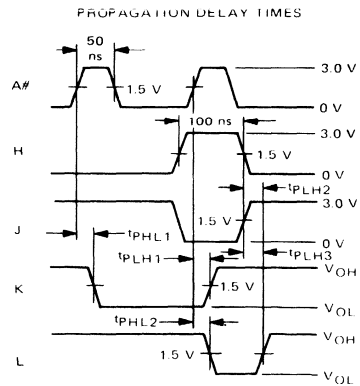 PROPAGATION DELAY TIMES
50
ns
3.0 V
A#
1.5 V
0 V
100 ns
3.0 V
H
1.5 V
0 V
tPLH2
3.0 V
1.5 V
J
tPHL1
0 V
tPLH1
tPLH3
VOH
K
1.5 V
VOL
tPHL2
VOH
1.5 V
L
VOL